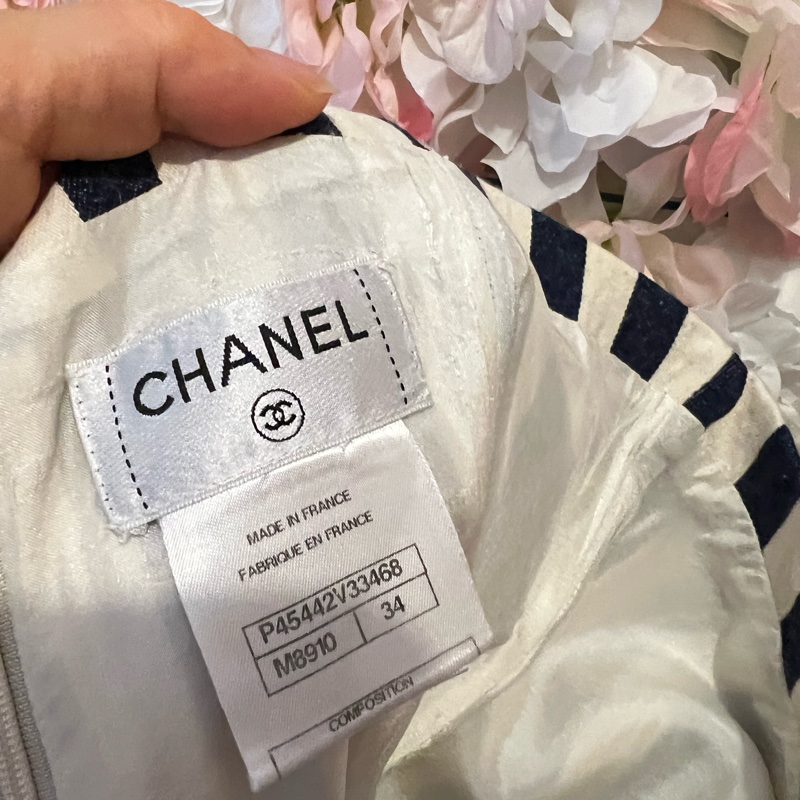 CHANEL
MADE IN FRANCE
FABRIQUE EN FRANCE
P45442V33468
M8910 34
COMPOSITION